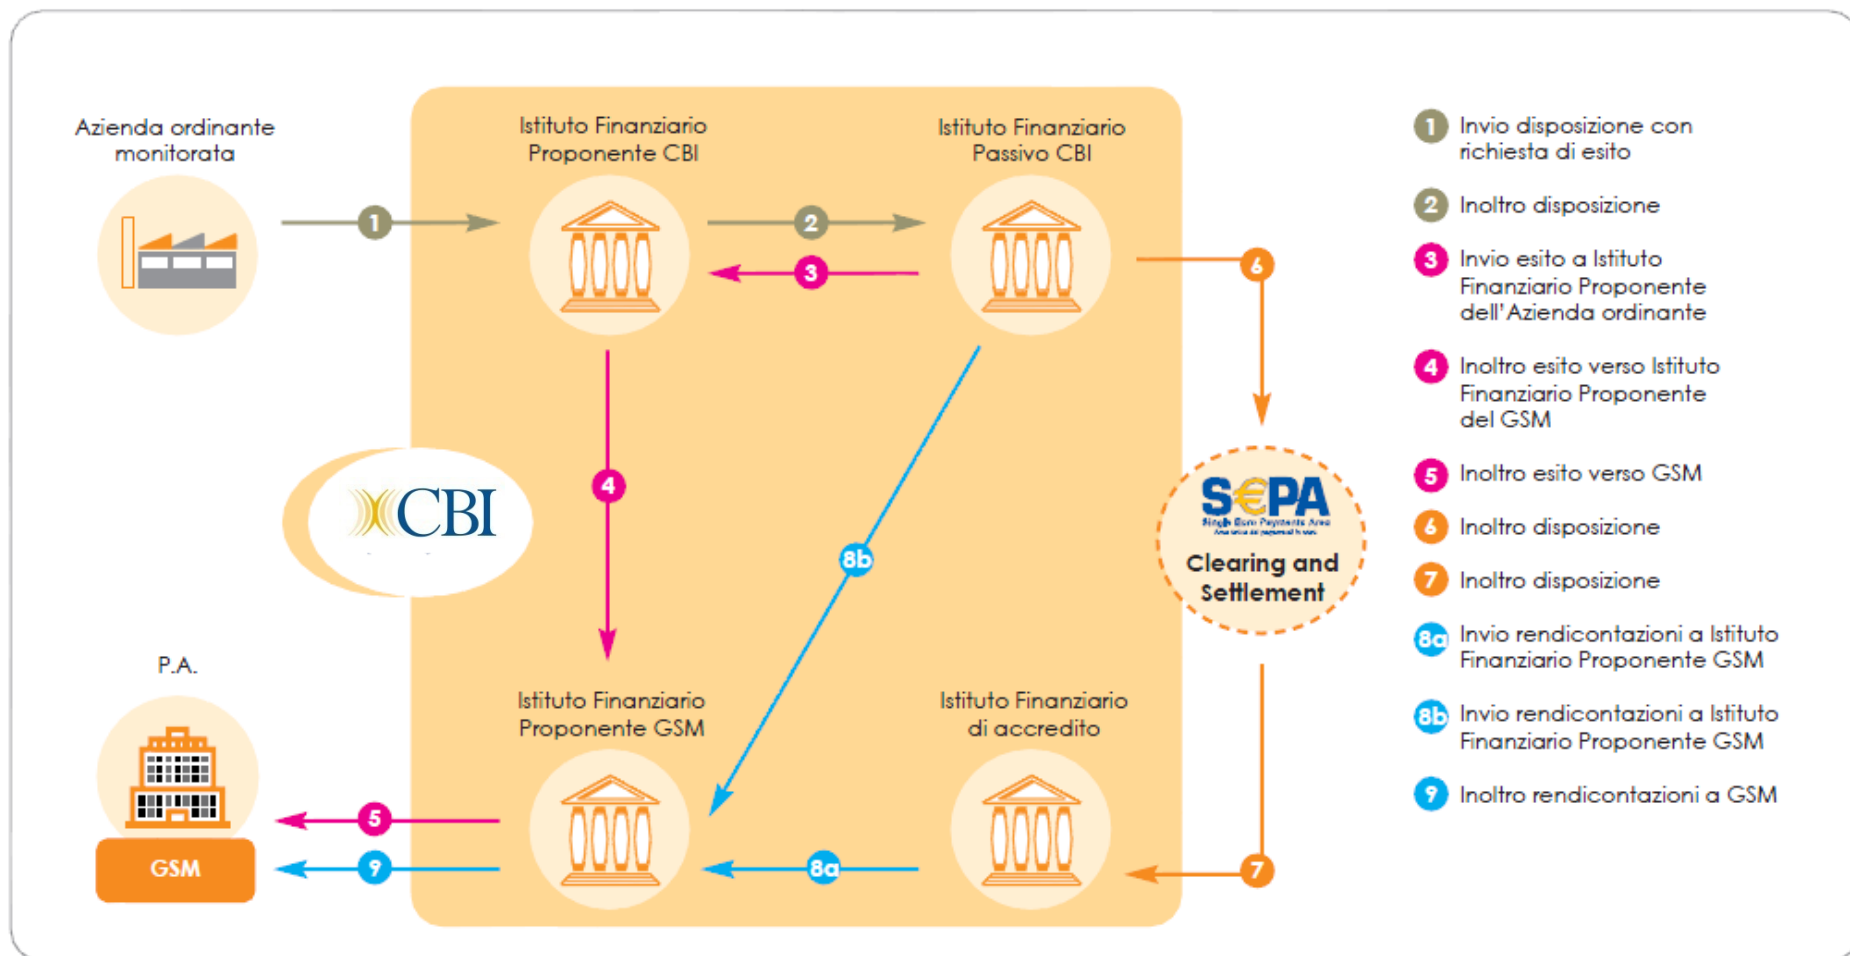 Azienda ordinante
monitorata
Istituto Finanziario
Proponente CBI
Istituto Finanziario
Passivo CBI
1
2
3
6
4
CBI
8b
SEPA
Single Euro Payments Area
Clearing and
Settlement
P.A.
GSM
Istituto Finanziario
Proponente GSM
Istituto Finanziario
di accredito
5
9
8a
7
1 Invio disposizione con
richiesta di esito
2 Inoltro disposizione
3 Invio esito a Istituto
Finanziario Proponente
dell'Azienda ordinante
4 Inoltro esito verso Istituto
Finanziario Proponente
del GSM
5 Inoltro esito verso GSM
6 Inoltro disposizione
7 Inoltro disposizione
8a Invio rendicontazioni a Istituto
Finanziario Proponente GSM
8b Invio rendicontazioni a Istituto
Finanziario Proponente GSM
9 Inoltro rendicontazioni a GSM